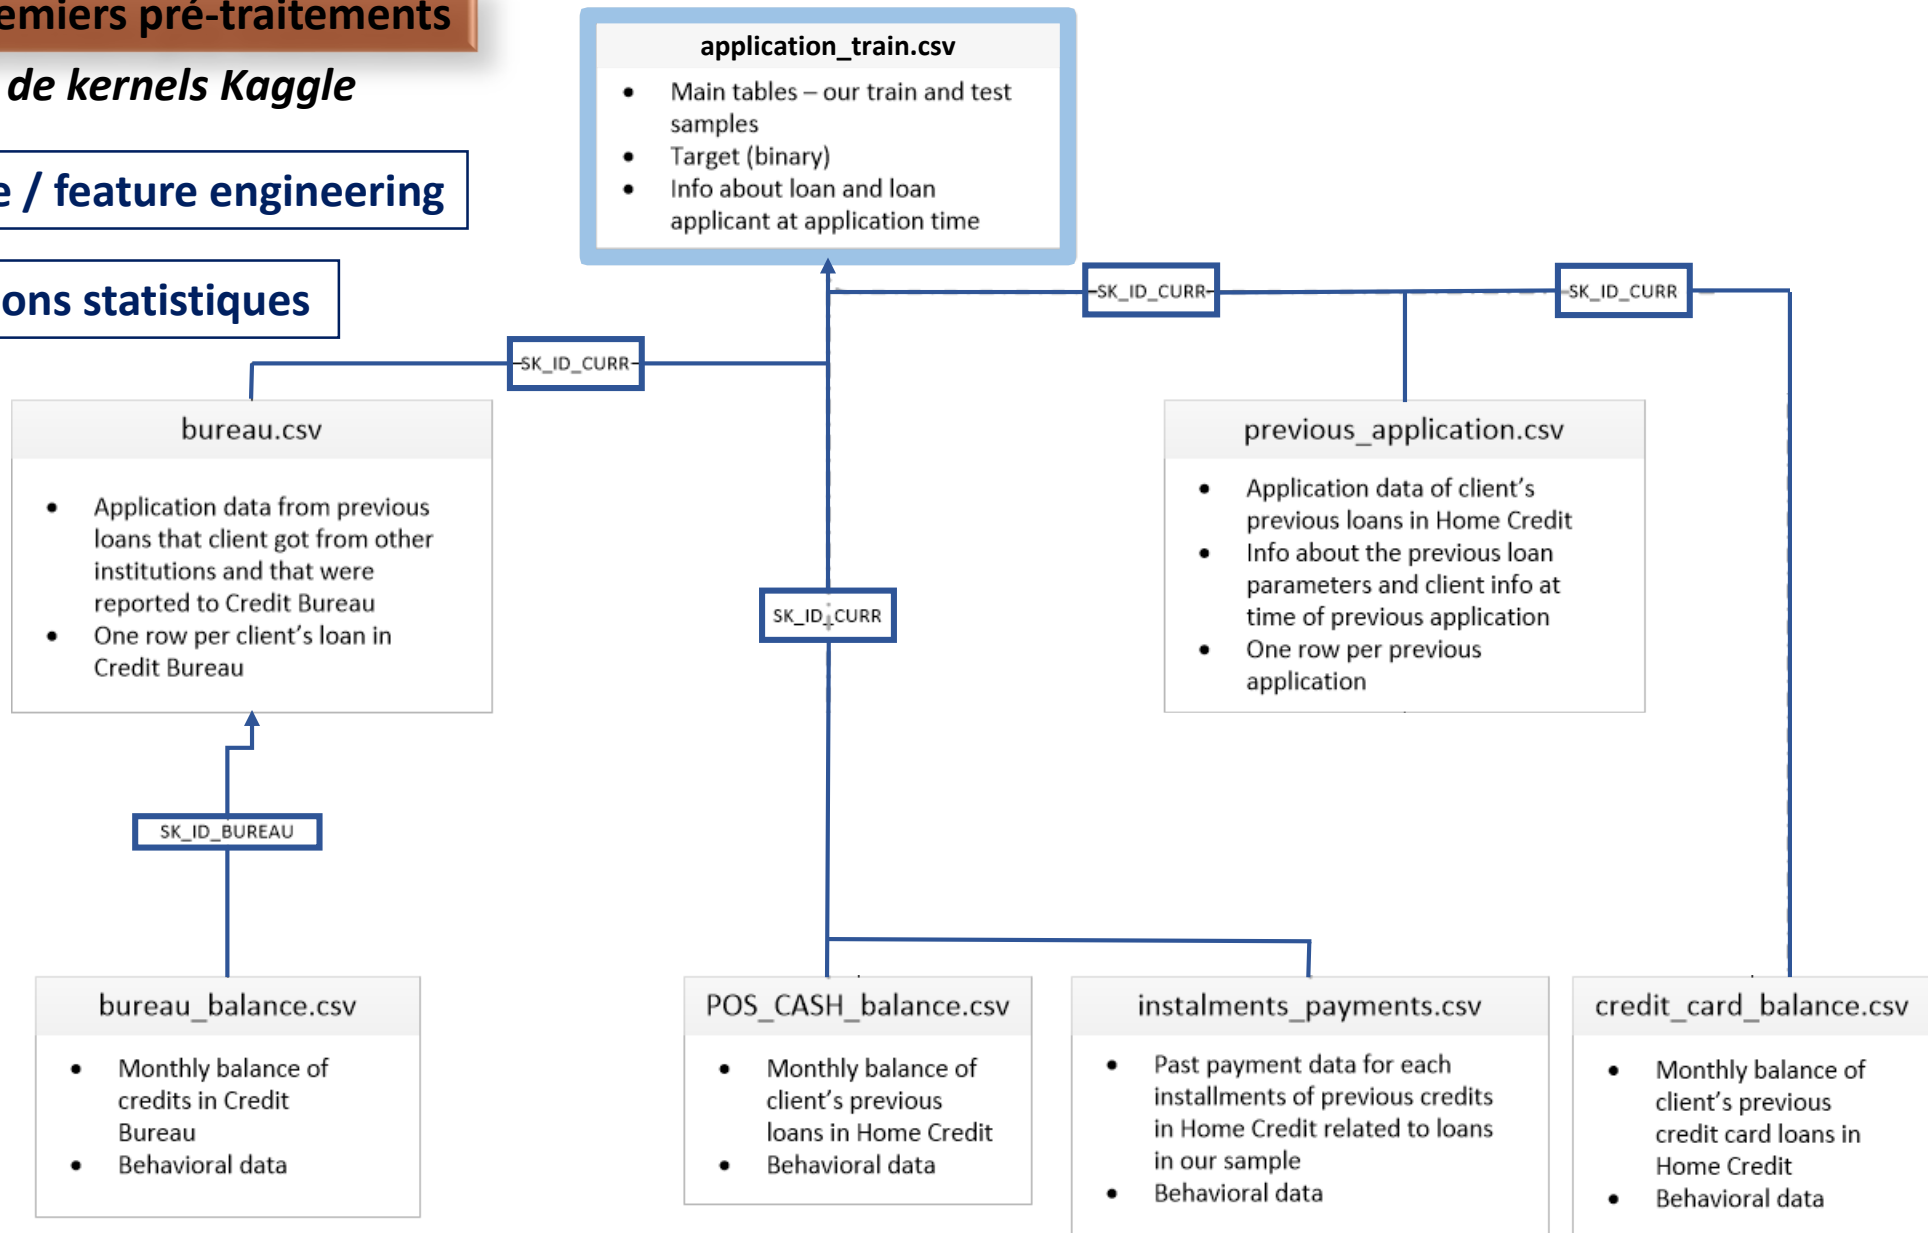 emiers pré-traitements
de kernels Kaggle
e / feature engineering
ons statistiques
application_train.csv
• Main tables – our train and test
samples
• Target (binary)
• Info about loan and loan
applicant at application time
SK_ID_CURR
SK_ID_CURR
SK_ID_CURR
bureau.csv
• Application data from previous
loans that client got from other
institutions and that were
reported to Credit Bureau
• One row per client's loan in
Credit Bureau
previous_application.csv
• Application data of client's
previous loans in Home Credit
• Info about the previous loan
parameters and client info at
time of previous application
• One row per previous
application
SK_ID_CURR
SK_ID_BUREAU
bureau_balance.csv
• Monthly balance of
credits in Credit
Bureau
• Behavioral data
POS_CASH_balance.csv
• Monthly balance of
client's previous
loans in Home Credit
• Behavioral data
instalments_payments.csv
• Past payment data for each
installments of previous credits
in Home Credit related to loans
in our sample
• Behavioral data
credit_card_balance.csv
• Monthly balance of
client's previous
credit card loans in
Home Credit
• Behavioral data